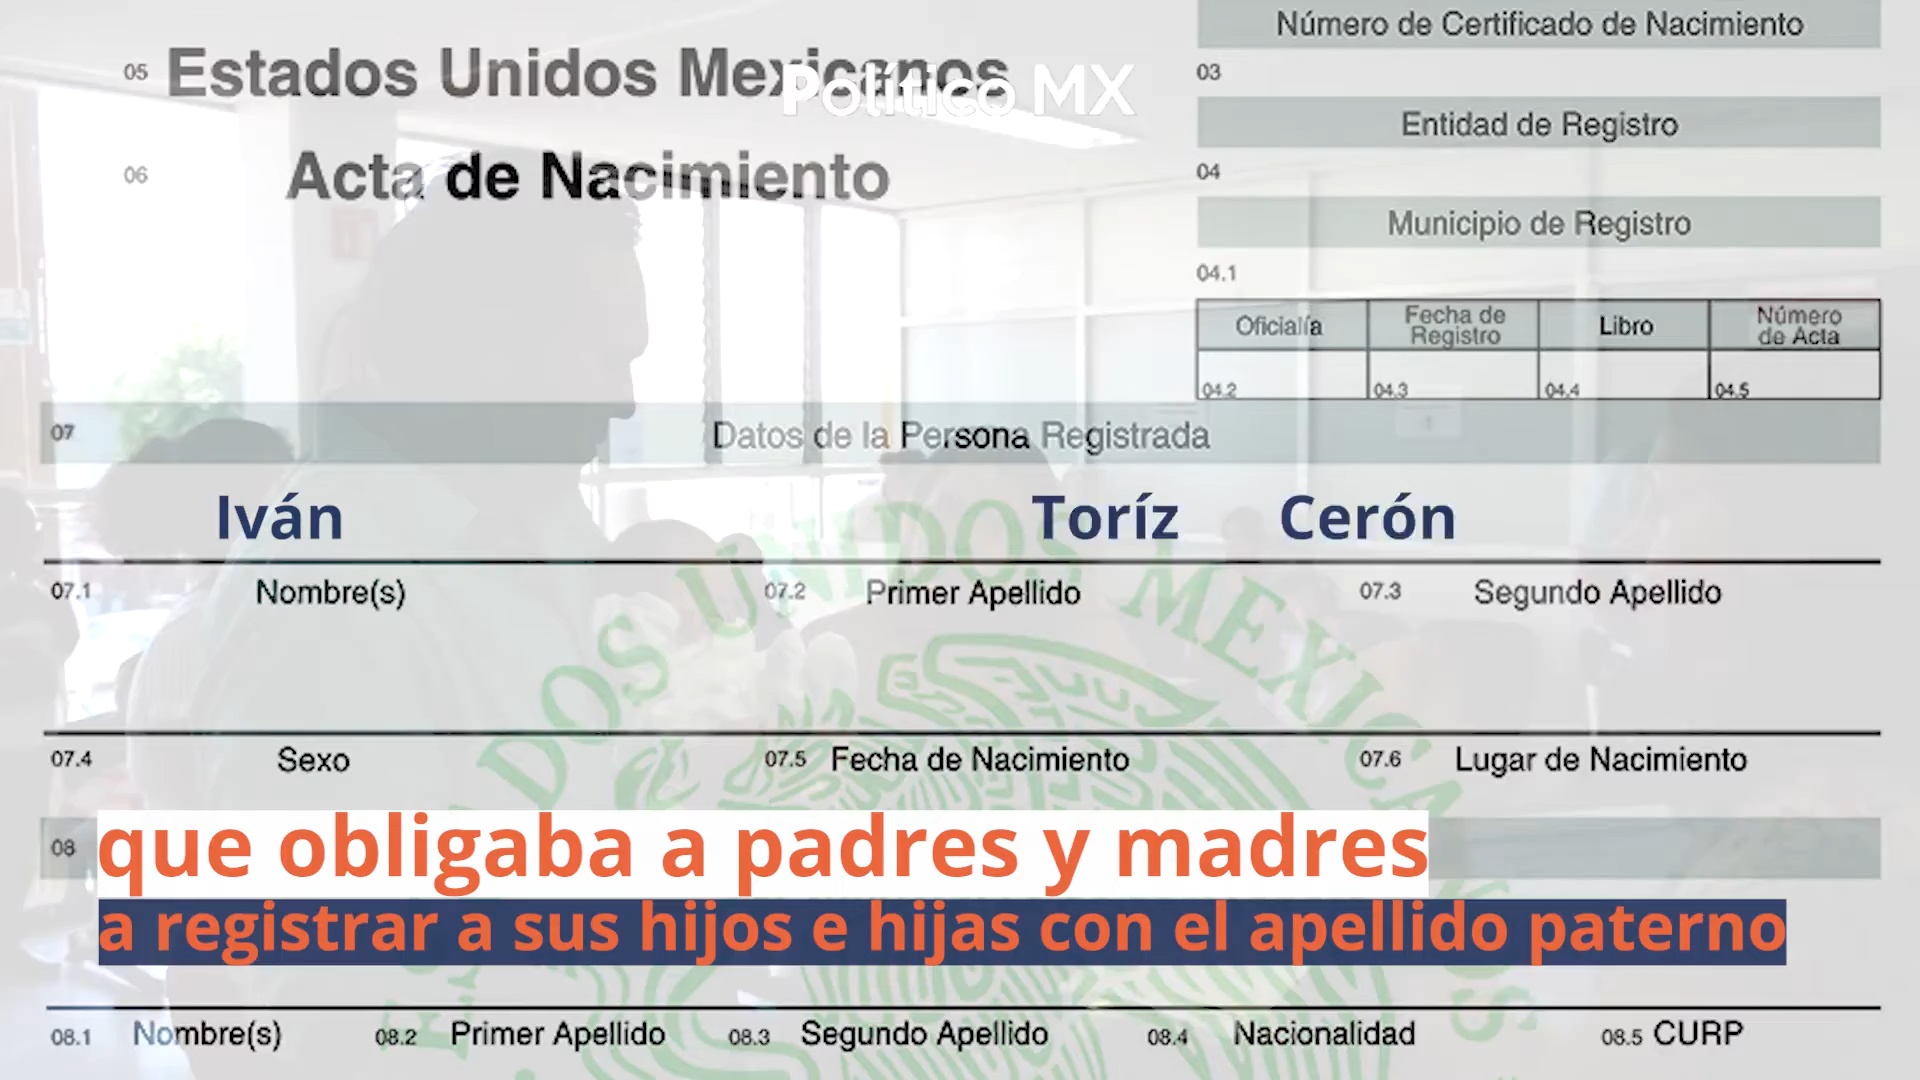 Número de Certificado de Nacimiento
05 Estados Unidos Mexicanos
Político MX
03
Entidad de Registro
06 Acta de Nacimiento
04
Municipio de Registro
04.1
Oficialía Fecha de Registro Libro Número de Acta
04.2 04.3 04.4 04.5
07 Datos de la Persona Registrada
Iván Toríz Cerón
07.1 Nombre(s) 07.2 Primer Apellido 07.3 Segundo Apellido
07.4 Sexo 07.5 Fecha de Nacimiento 07.6 Lugar de Nacimiento
08
que obligaba a padres y madres
a registrar a sus hijos e hijas con el apellido paterno
08.1 Nombre(s) 08.2 Primer Apellido 08.3 Segundo Apellido 08.4 Nacionalidad 08.5 CURP
UNIDOS MEXICA